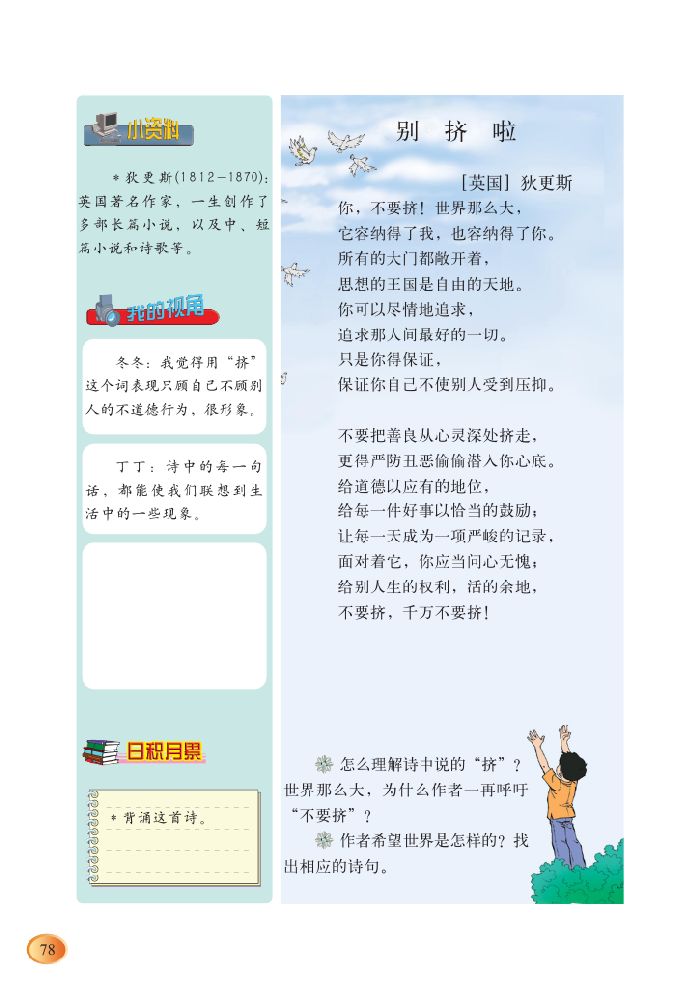 小资料
*狄更斯(1812-1870):
英国著名作家,一生创作了
多部长篇小说,以及中、短
篇小说和诗歌等。
我的视角
冬冬:我觉得用“挤”
这个词表现只顾自己不顾别
人的不道德行为,很形象。
丁丁:诗中的每一句
话,都能使我们联想到生
活中的一些现象。
日积月累
*背诵这首诗。
别 挤 啦
[英国] 狄更斯
你,不要挤!世界那么大,
它容纳得了我,也容纳得了你。
所有的大门都敞开着,
思想的王国是自由的天地。
你可以尽情地追求,
追求那人间最好的一切。
只是你得保证,
保证你自己不使别人受到压抑。
不要把善良从心灵深处挤走,
更得严防丑恶偷偷潜入你心底。
给道德以应有的地位,
给每一件好事以恰当的鼓励;
让每一天成为一项严峻的记录,
面对着它,你应当问心无愧;
给别人生的权利,活的余地,
不要挤,千万不要挤!
怎么理解诗中说的“挤”?
世界那么大,为什么作者一再呼吁
“不要挤”?
作者希望世界是怎样的?找
出相应的诗句。
78